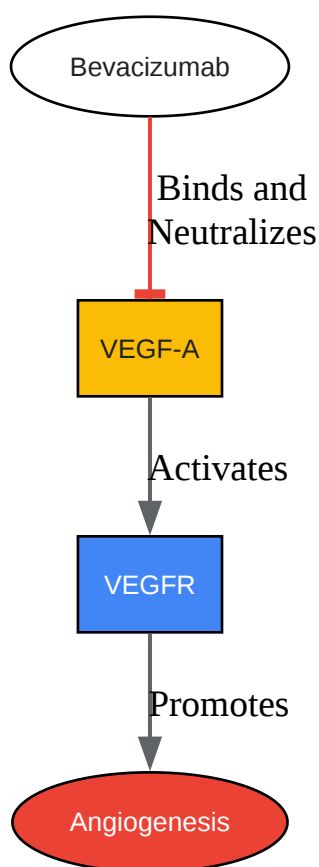 Bevacizumab
Binds and
Neutralizes
VEGF-A
Activates
VEGFR
Promotes
Angiogenesis